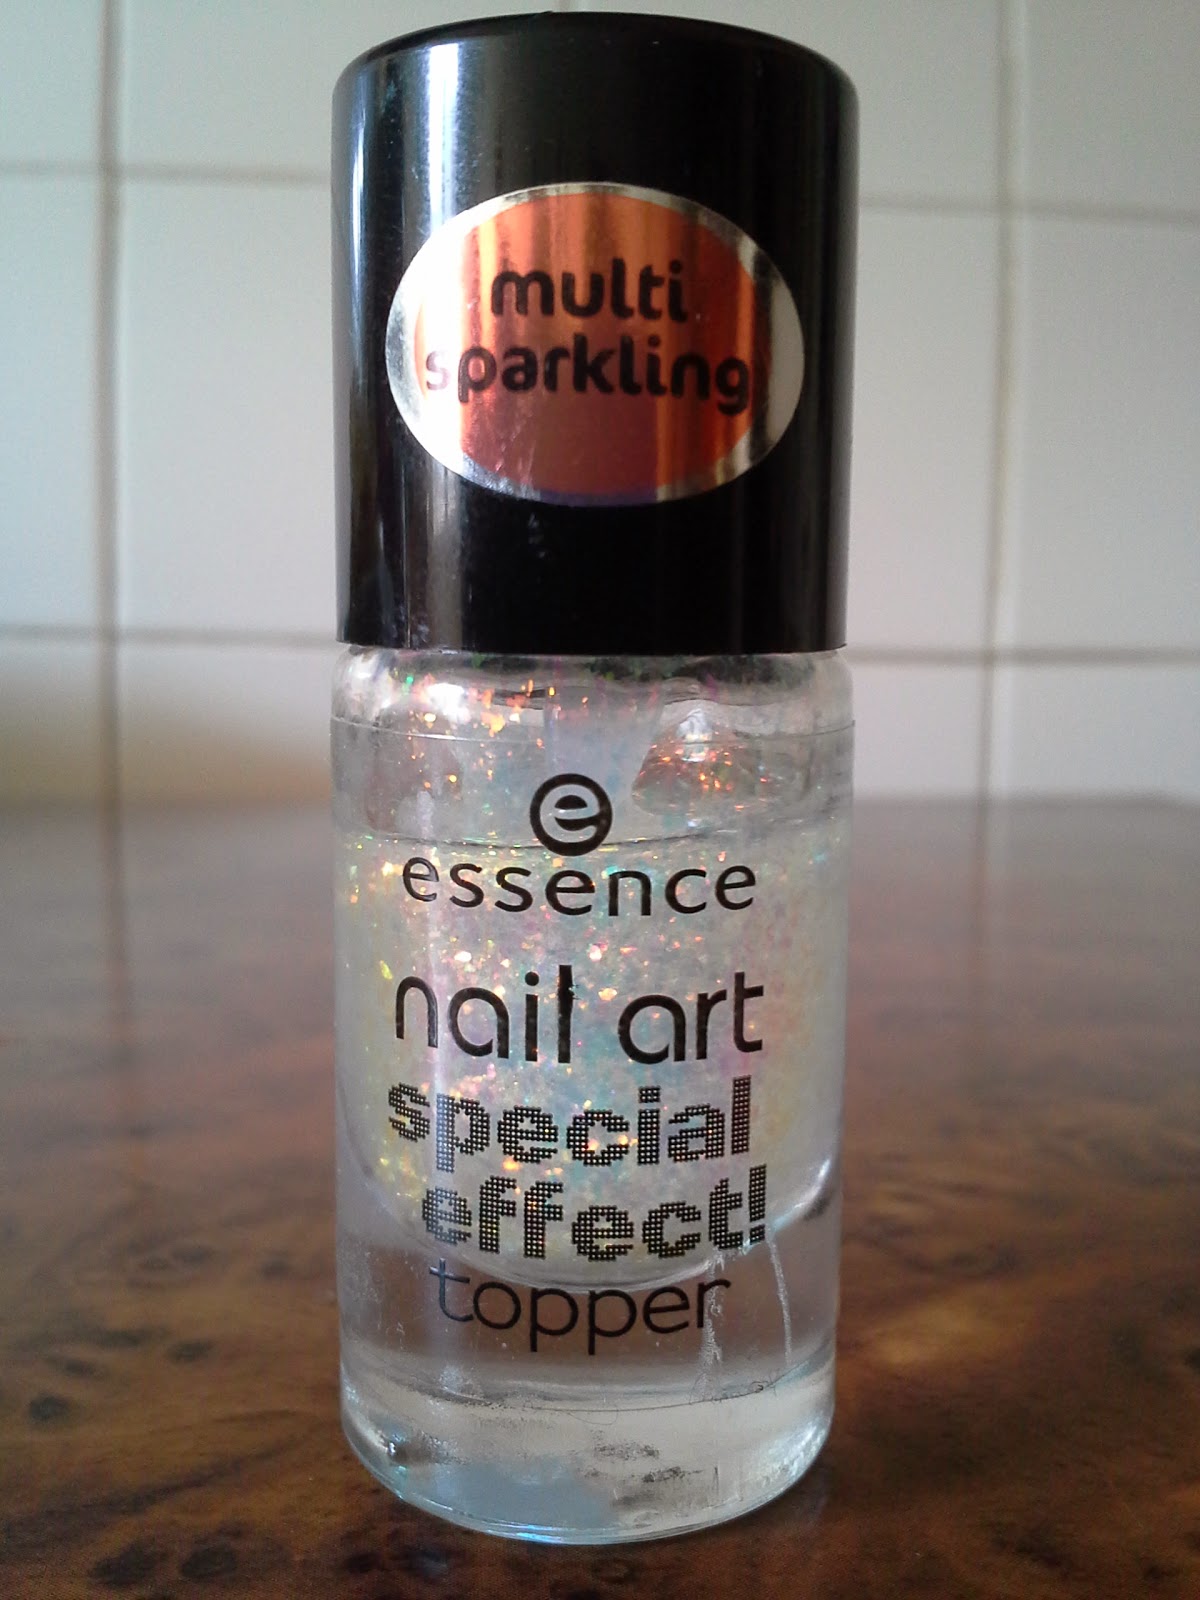 multi
sparkling
e
essence
nail art
special
effect!
topper